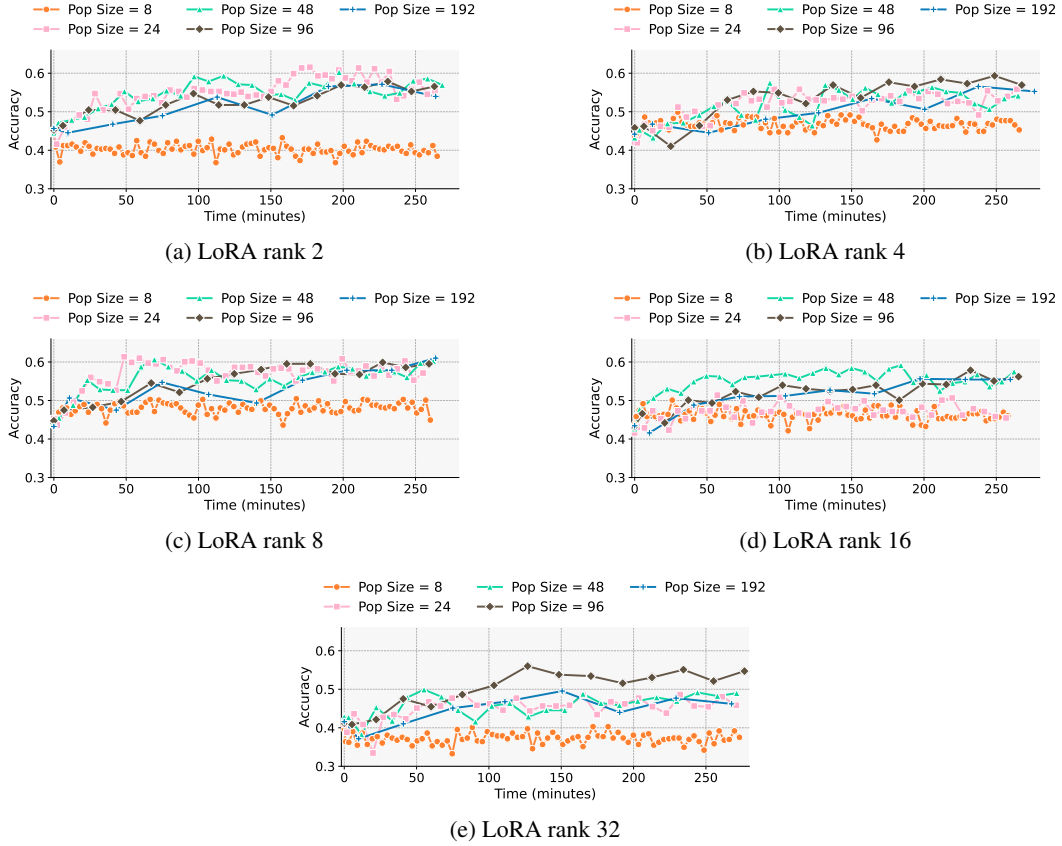 Pop Size = 8
Pop Size = 48
Pop Size = 192
Pop Size = 24
Pop Size = 96
0.6
0.5
0.4
0.3
Accuracy
0
50
100
150
200
250
Time (minutes)
(a) LoRA rank 2
Pop Size = 8
Pop Size = 48
Pop Size = 192
Pop Size = 24
Pop Size = 96
0.6
0.5
0.4
0.3
Accuracy
0
50
100
150
200
250
Time (minutes)
(b) LoRA rank 4
Pop Size = 8
Pop Size = 48
Pop Size = 192
Pop Size = 24
Pop Size = 96
0.6
0.5
0.4
0.3
Accuracy
0
50
100
150
200
250
Time (minutes)
(c) LoRA rank 8
Pop Size = 8
Pop Size = 48
Pop Size = 192
Pop Size = 24
Pop Size = 96
0.6
0.5
0.4
0.3
Accuracy
0
50
100
150
200
250
Time (minutes)
(d) LoRA rank 16
Pop Size = 8
Pop Size = 48
Pop Size = 192
Pop Size = 24
Pop Size = 96
0.6
0.5
0.4
0.3
Accuracy
0
50
100
150
200
250
Time (minutes)
(e) LoRA rank 32